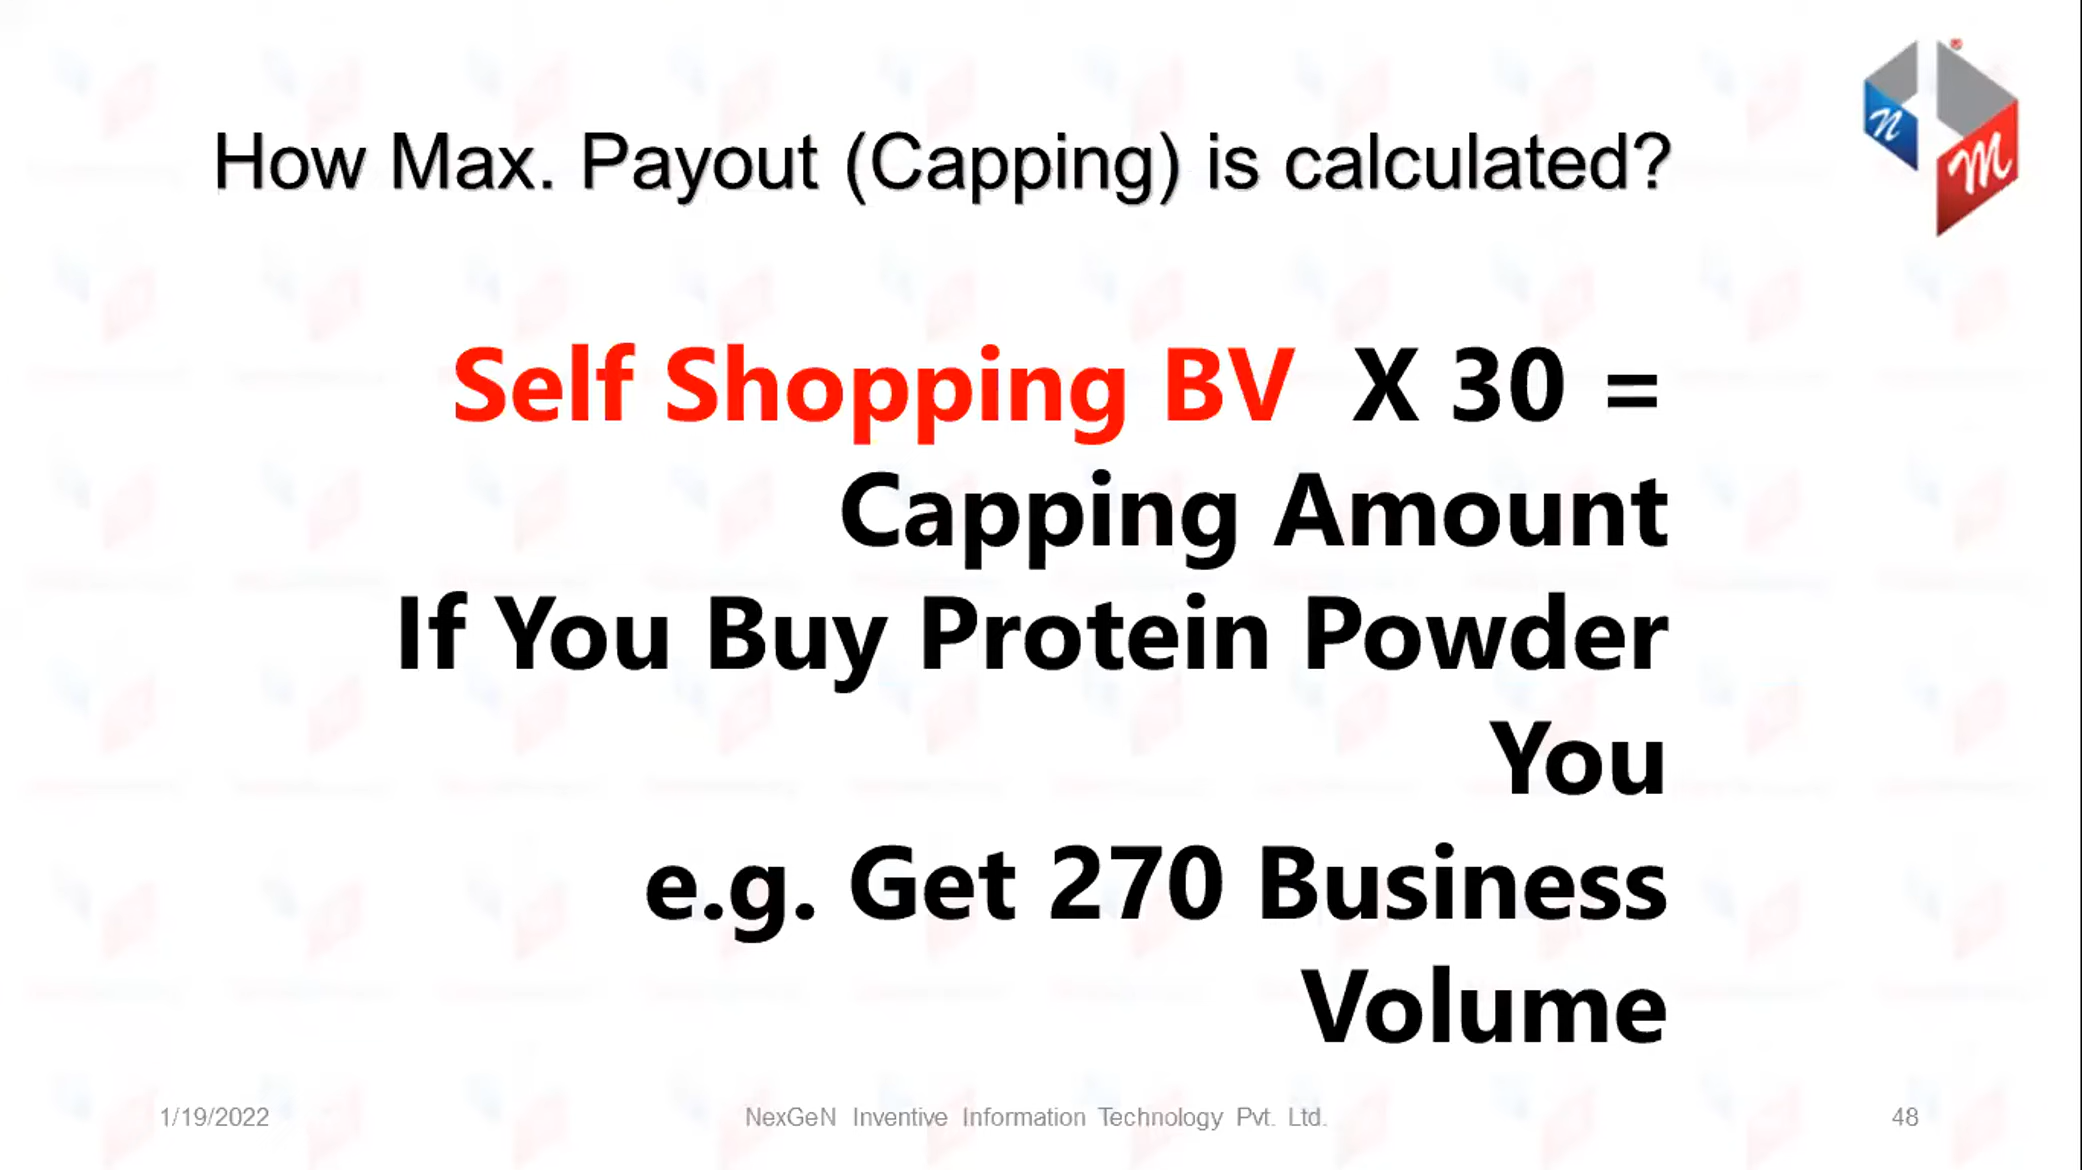 How Max. Payout (Capping) is calculated?
n
m
Self Shopping BV X 30 =
Capping Amount
If You Buy Protein Powder
You
e.g. Get 270 Business
Volume
1/19/2022 NexGeN Inventive Information Technology Pvt. Ltd. 48